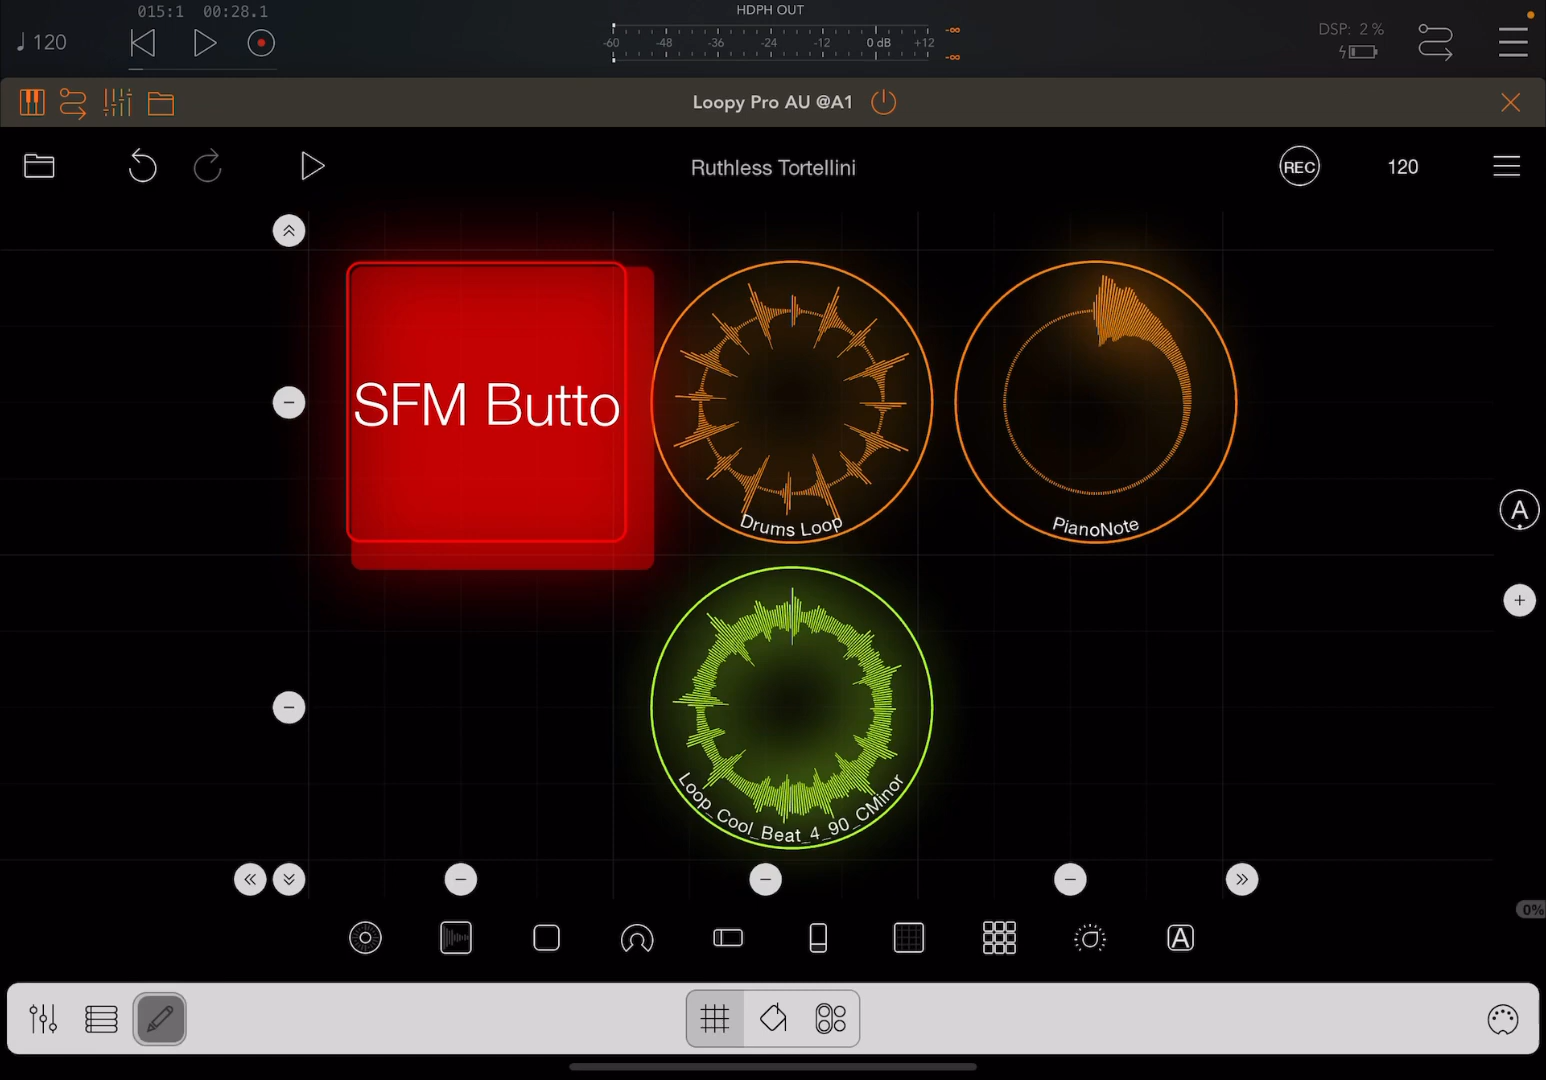 015:1 00:28.1
HDPH OUT
120
-60 -48 -36 -24 -12 0 dB +12
-∞
-∞
DSP: 2 %
Loopy Pro AU @A1
Ruthless Tortellini
REC
120
SFM Butto
Drums Loop
PianoNote
A
Loop_Cool_Beat_4_90_CMinor
0%
A